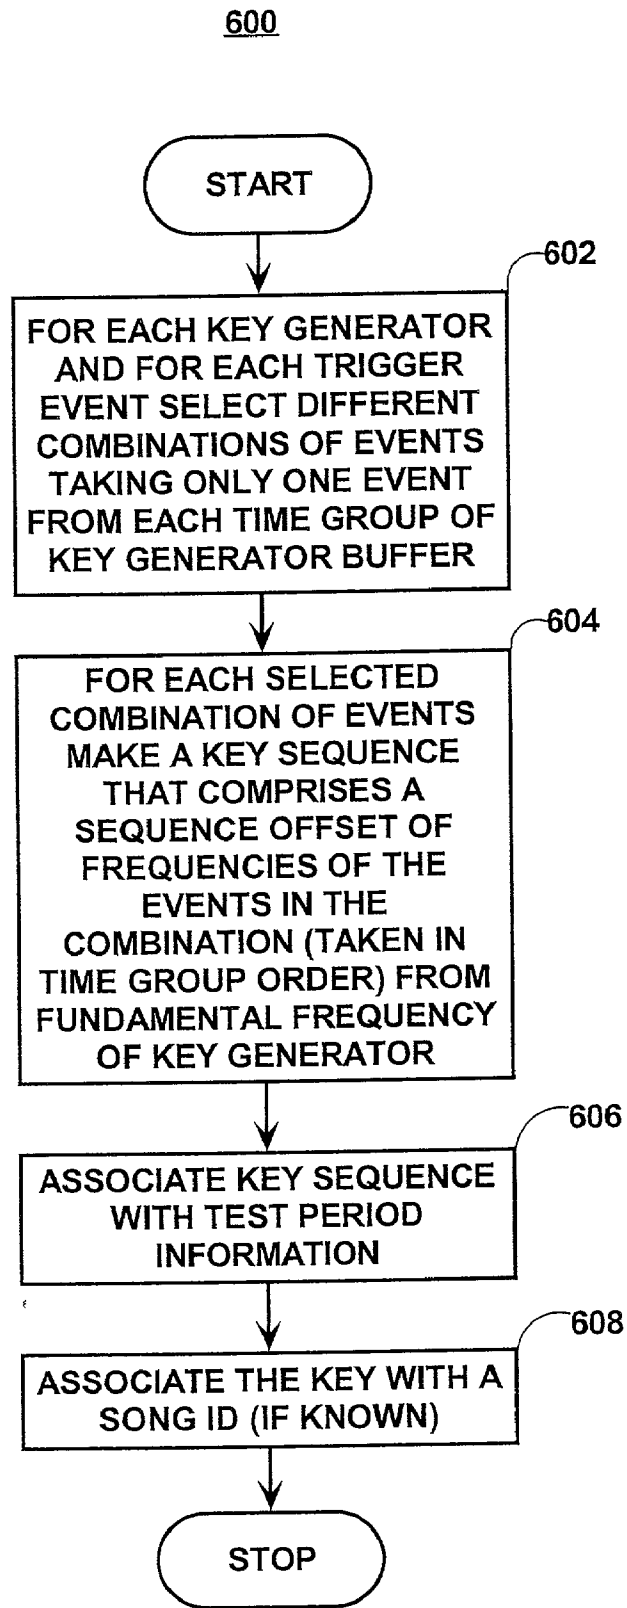 600
START
602
FOR EACH KEY GENERATOR
AND FOR EACH TRIGGER
EVENT SELECT DIFFERENT
COMBINATIONS OF EVENTS
TAKING ONLY ONE EVENT
FROM EACH TIME GROUP OF
KEY GENERATOR BUFFER
604
FOR EACH SELECTED
COMBINATION OF EVENTS
MAKE A KEY SEQUENCE
THAT COMPRISES A
SEQUENCE OFFSET OF
FREQUENCIES OF THE
EVENTS IN THE
COMBINATION (TAKEN IN
TIME GROUP ORDER) FROM
FUNDAMENTAL FREQUENCY
OF KEY GENERATOR
606
ASSOCIATE KEY SEQUENCE
WITH TEST PERIOD
INFORMATION
608
ASSOCIATE THE KEY WITH A
SONG ID (IF KNOWN)
STOP